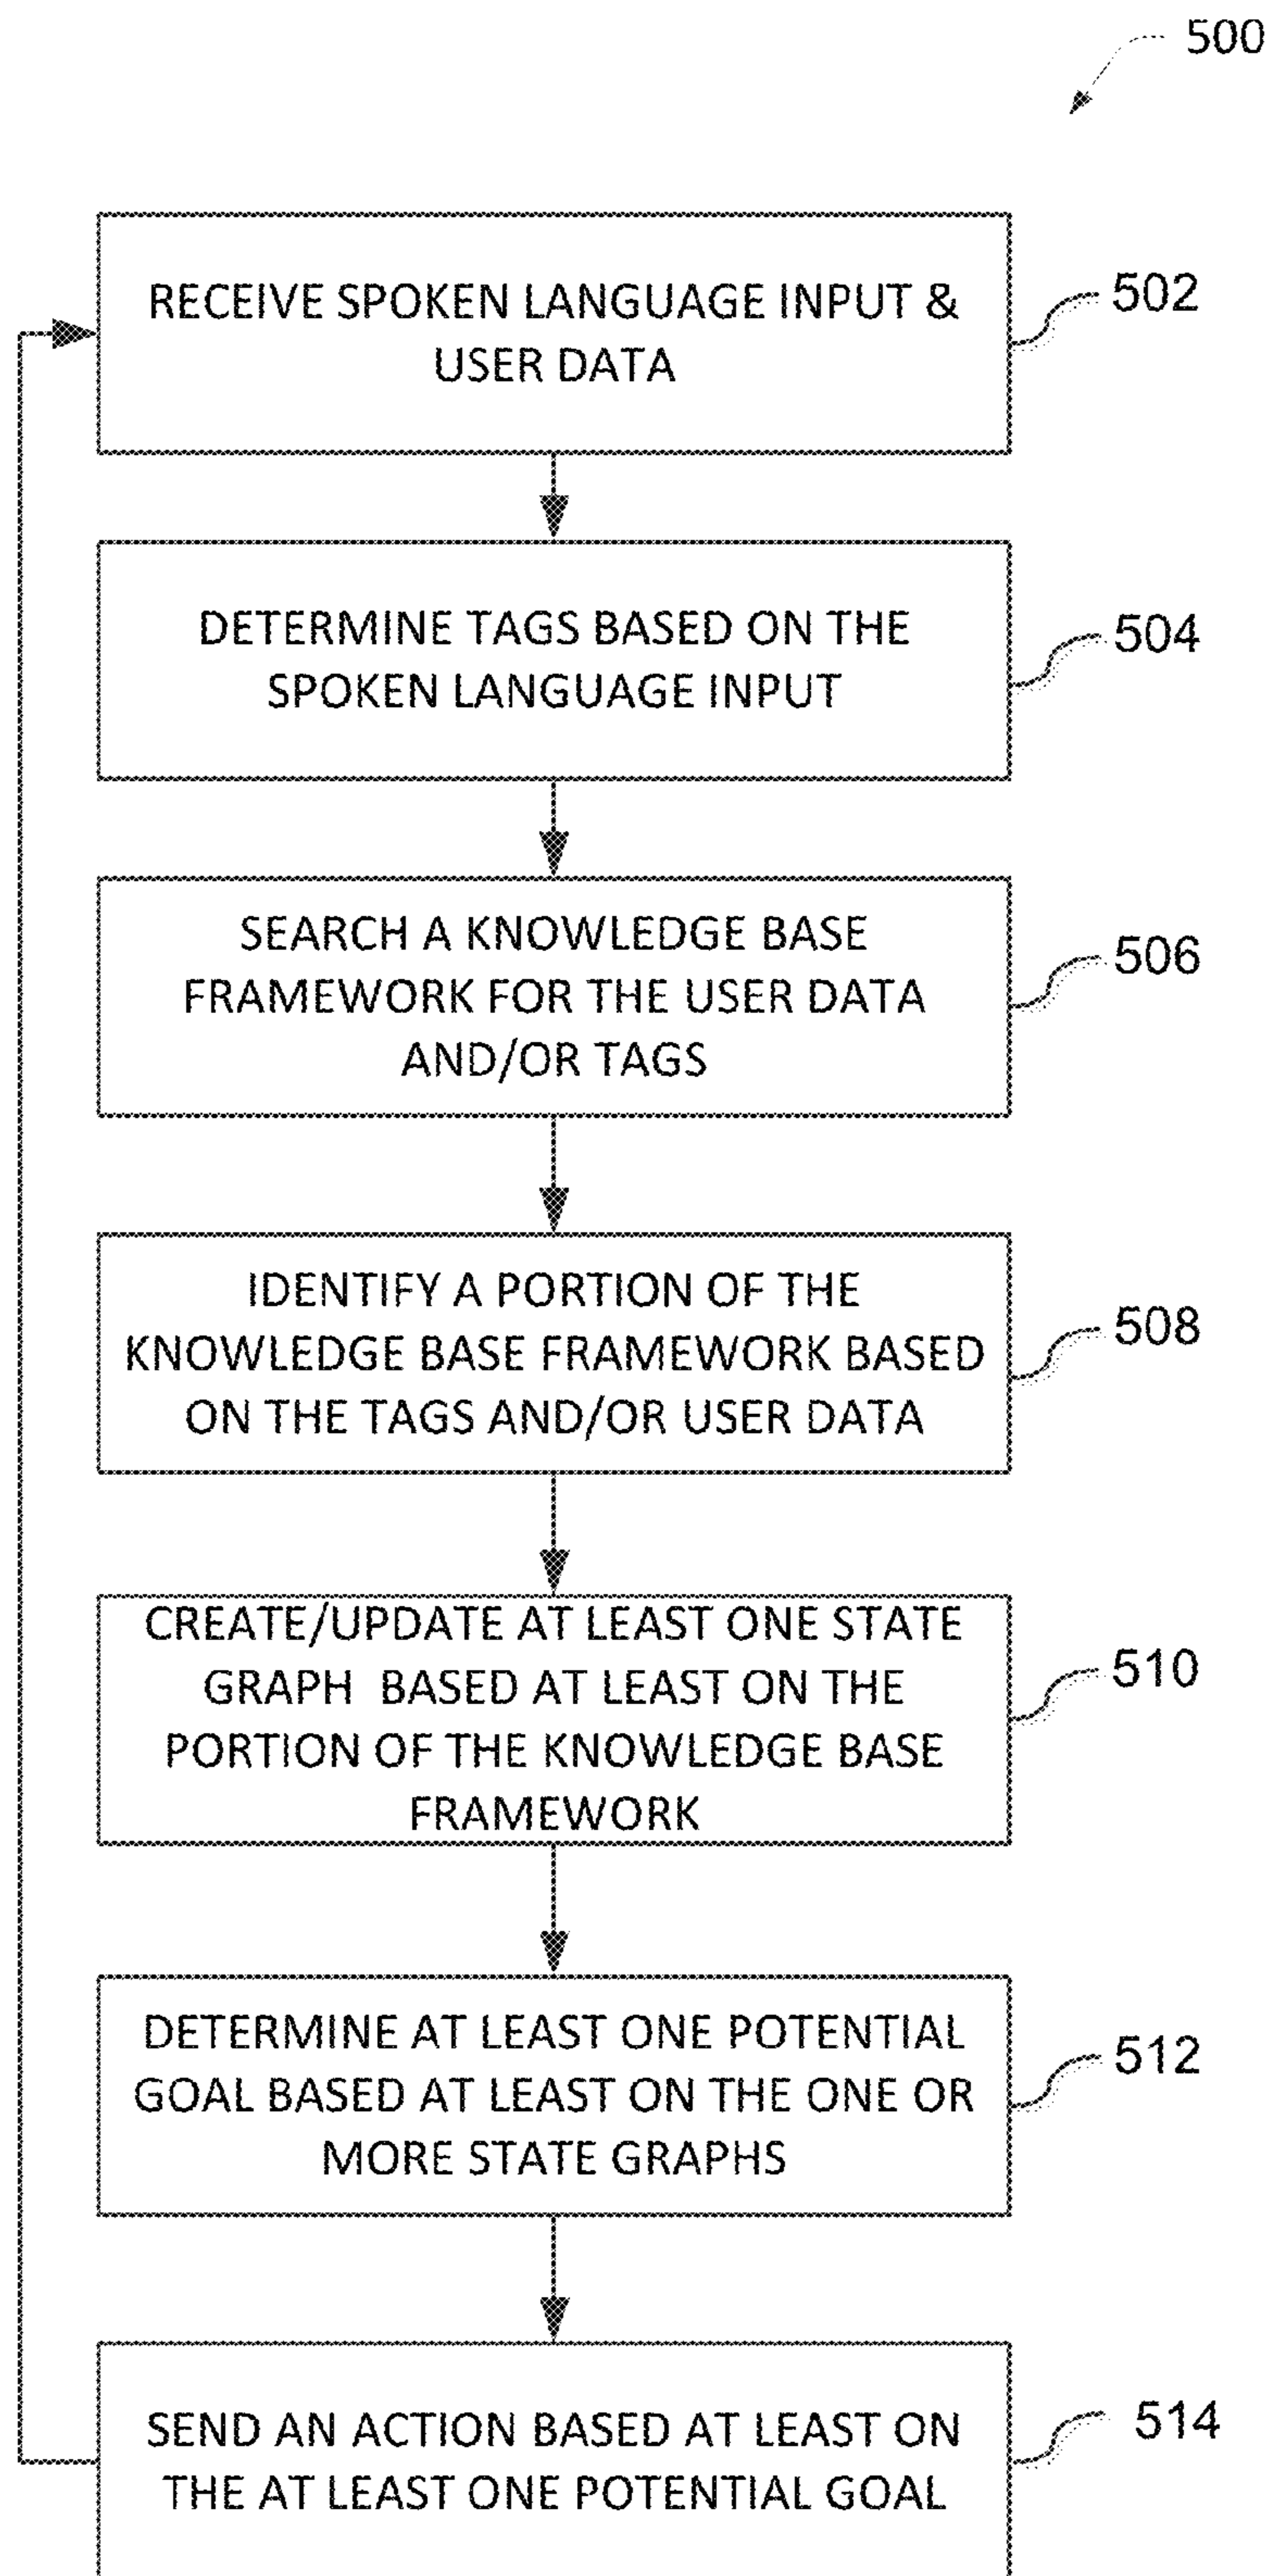 500
RECEIVE SPOKEN LANGUAGE INPUT &
USER DATA
502
DETERMINE TAGS BASED ON THE
SPOKEN LANGUAGE INPUT
504
SEARCH A KNOWLEDGE BASE
FRAMEWORK FOR THE USER DATA
AND/OR TAGS
506
IDENTIFY A PORTION OF THE
KNOWLEDGE BASE FRAMEWORK BASED
ON THE TAGS AND/OR USER DATA
508
CREATE/UPDATE AT LEAST ONE STATE
GRAPH BASED AT LEAST ON THE
PORTION OF THE KNOWLEDGE BASE
FRAMEWORK
510
DETERMINE AT LEAST ONE POTENTIAL
GOAL BASED AT LEAST ON THE ONE OR
MORE STATE GRAPHS
512
SEND AN ACTION BASED AT LEAST ON
THE AT LEAST ONE POTENTIAL GOAL
514